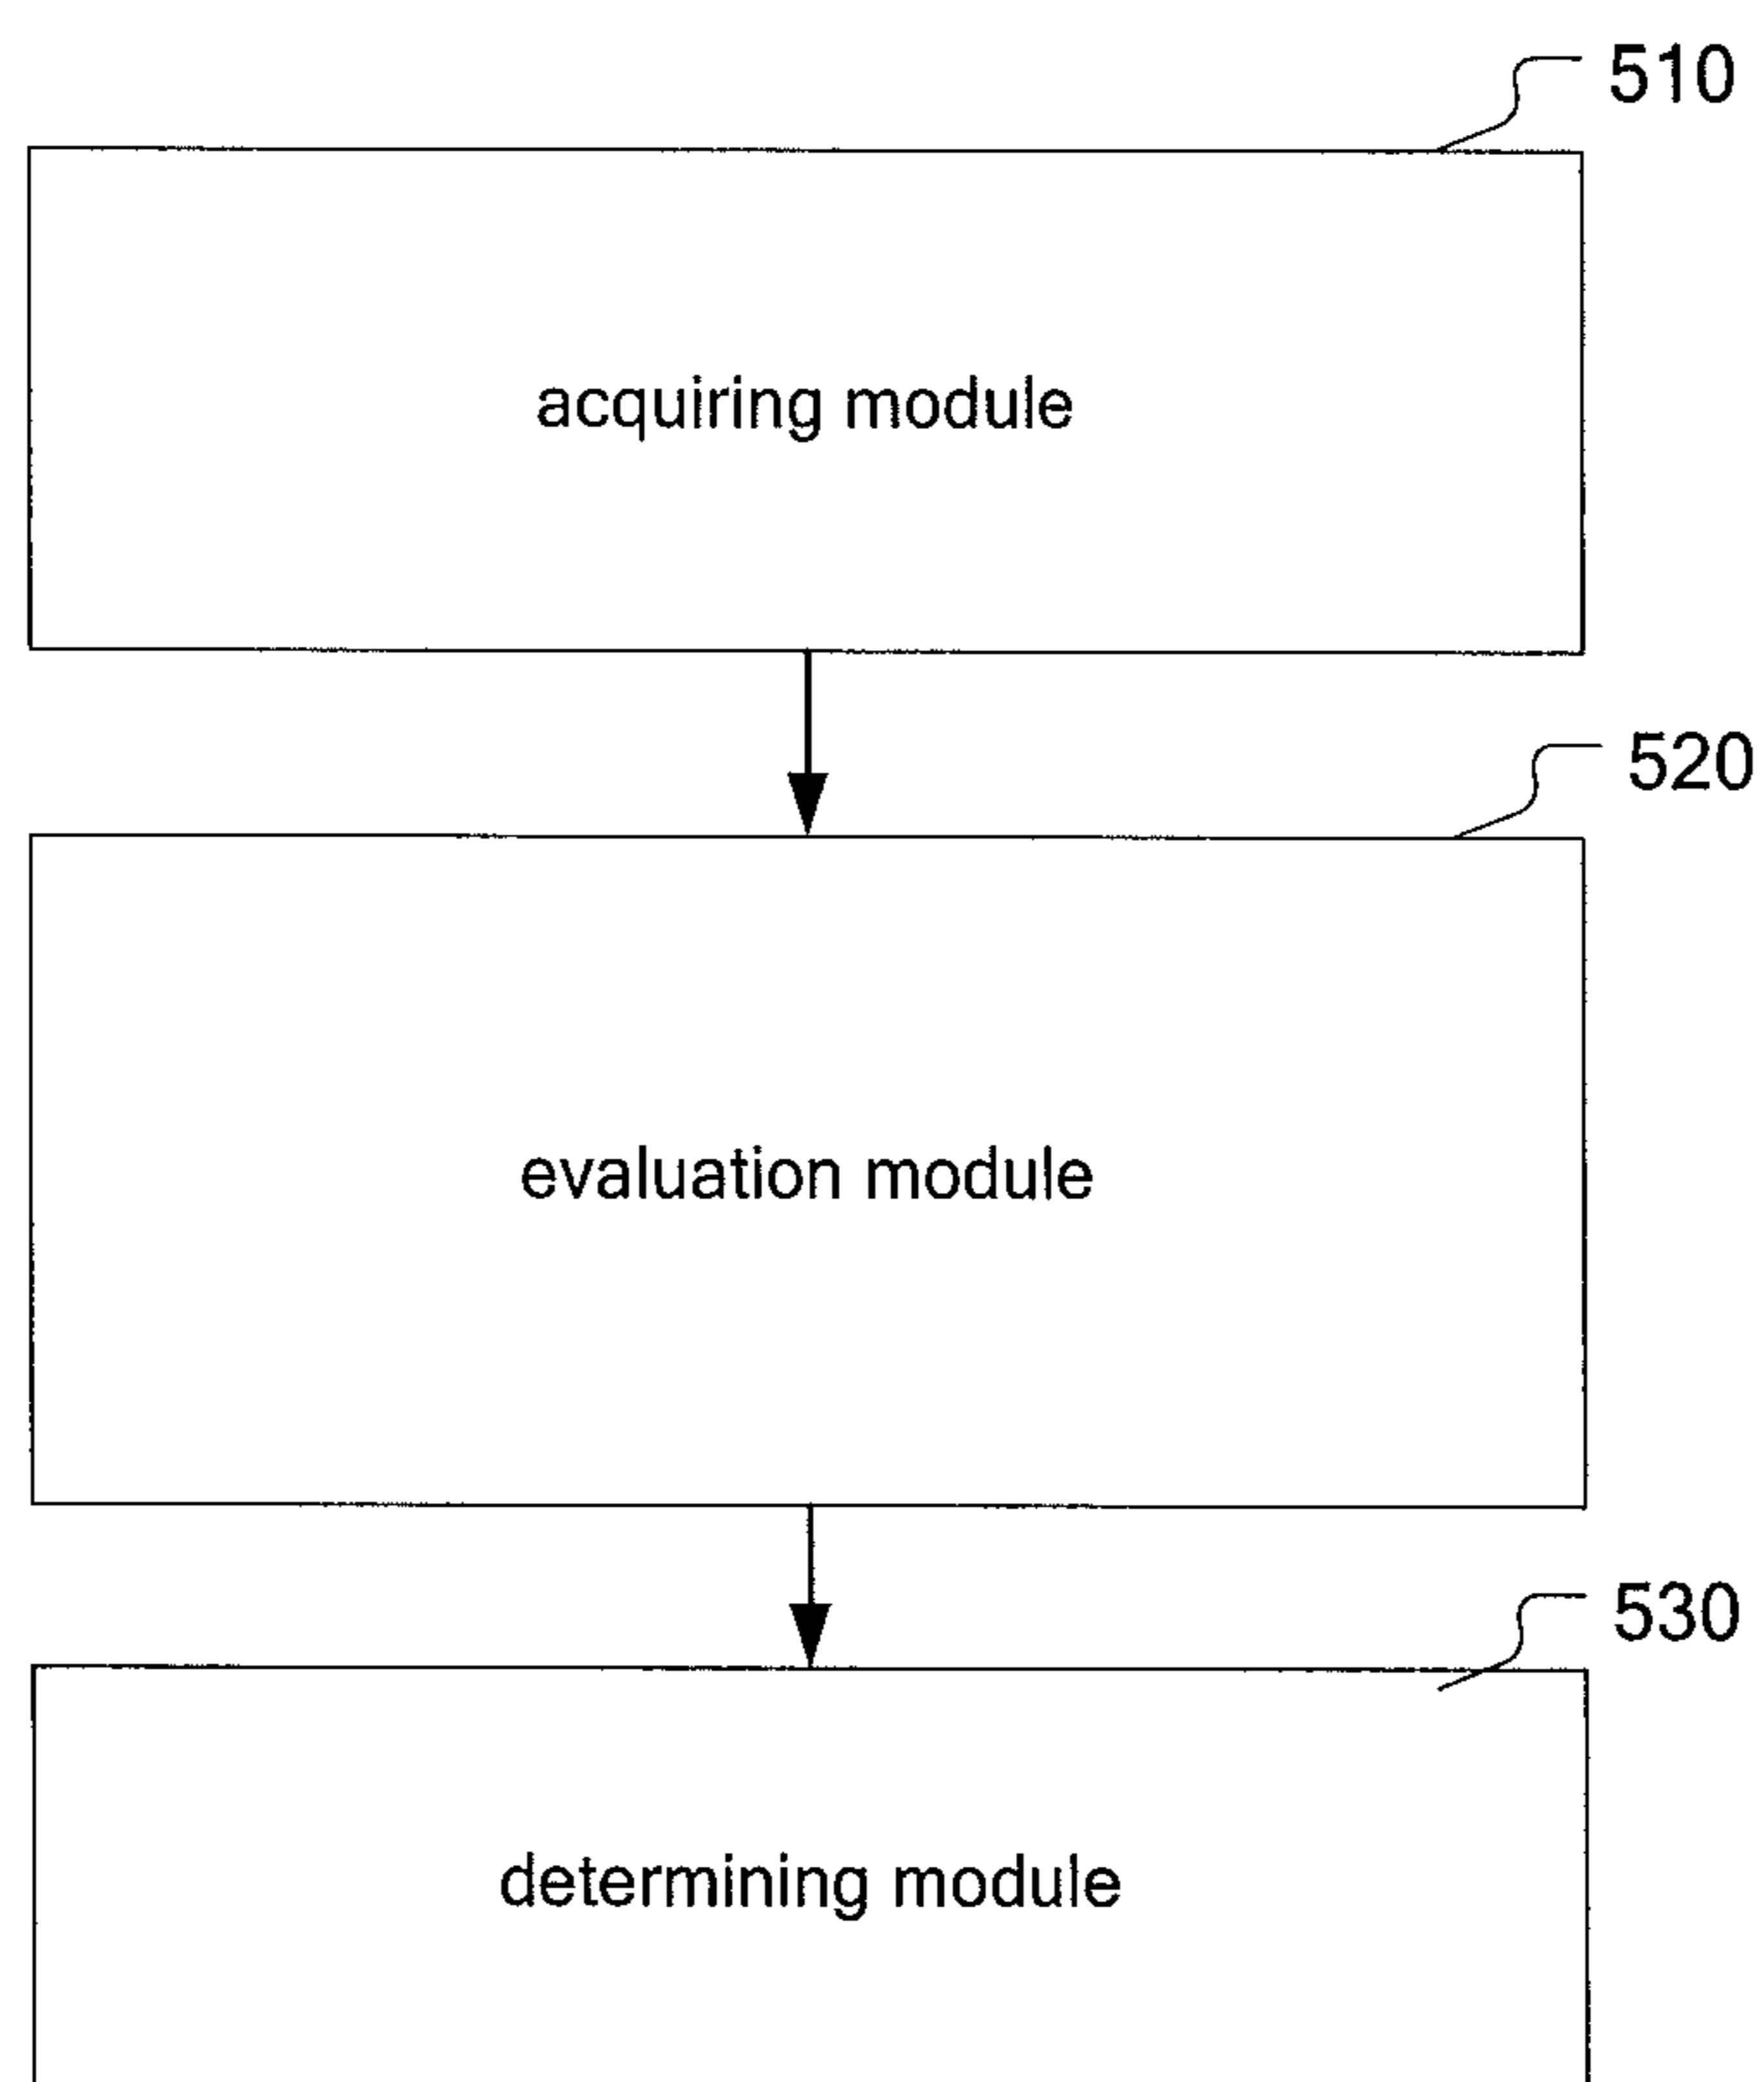 510
acquiring module
520
evaluation module
530
determining module